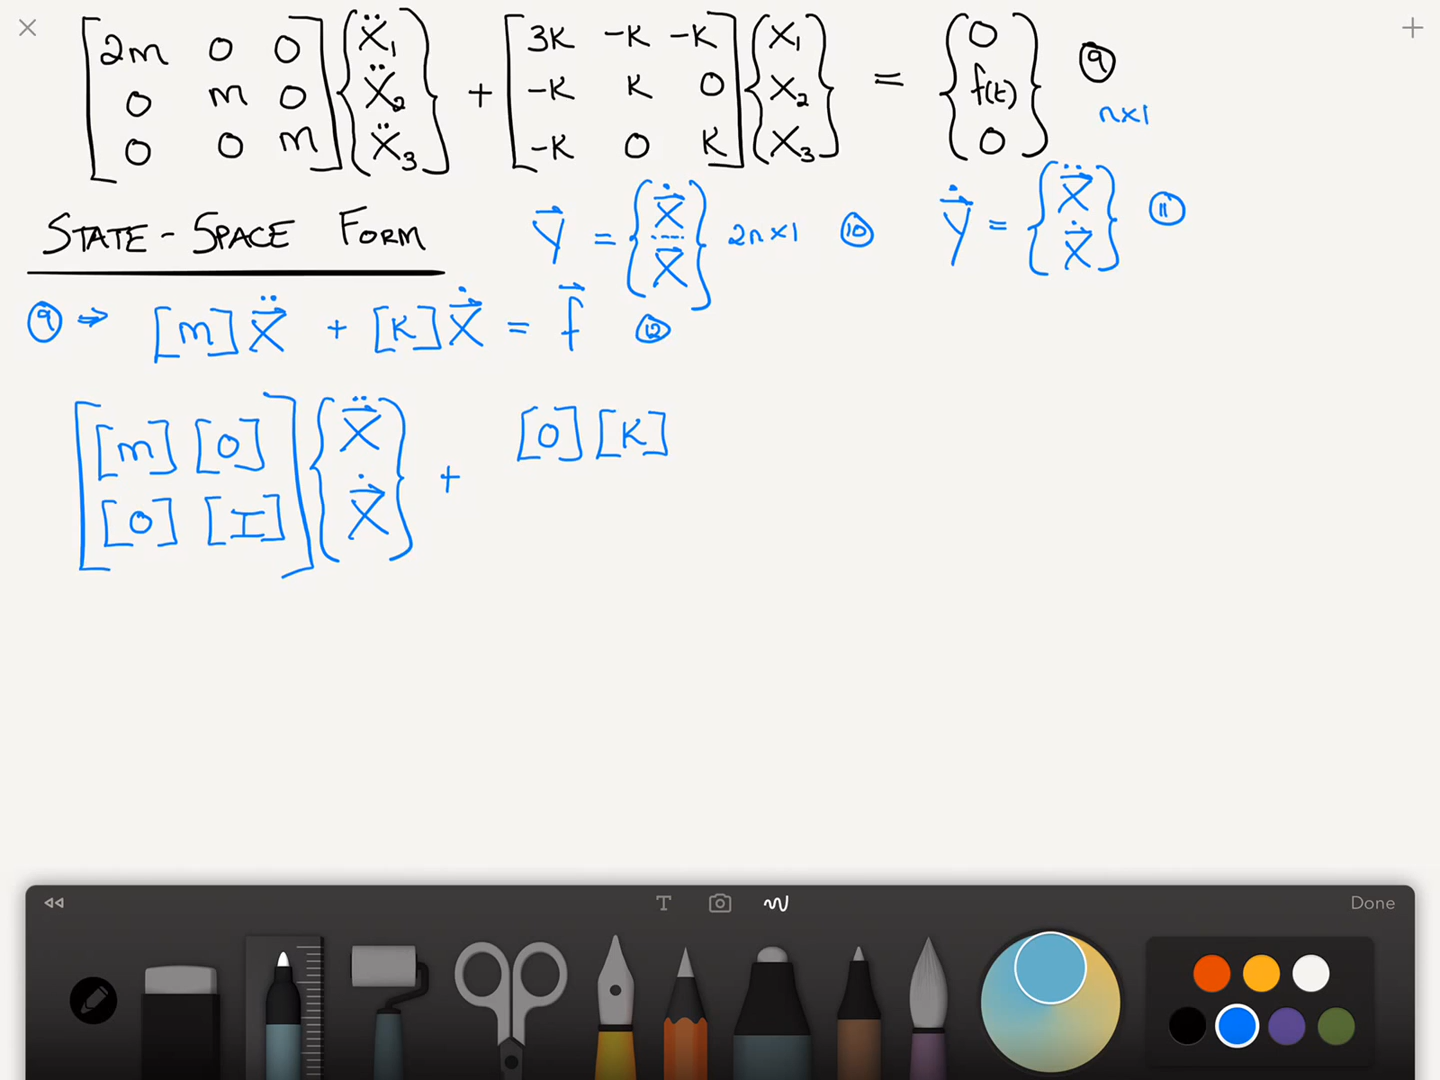 [2m 0 0; 0 m 0; 0 0 m] {Ẍ₁; Ẍ₂; Ẍ₃} + [3K -K -K; -K K 0; -K 0 K] {X₁; X₂; X₃} = {0; f(t); 0} ⑨
n×1
STATE-SPACE FORM
Y⃗ = {Ẋ⃗; X⃗} 2n×1 ⑩
Ẏ⃗ = {Ẍ⃗; Ẋ⃗} ⑪
⑨ ⇒ [m]Ẍ⃗ + [K]Ẋ⃗ = f⃗ ⑫
[[m] [0]; [0] [I]] {Ẍ⃗; Ẋ⃗} + [0] [K]
T
Done